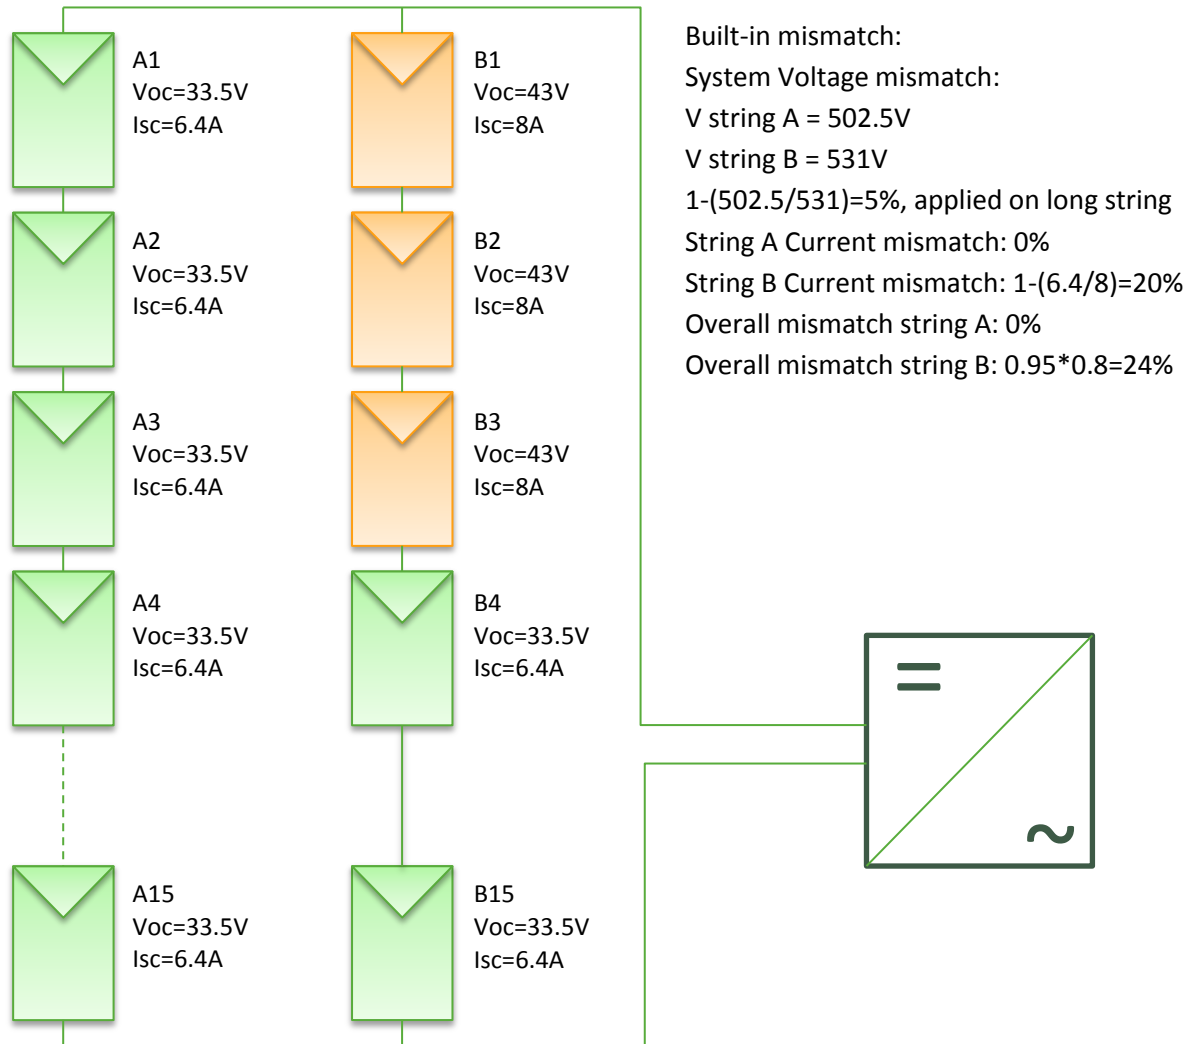 A1
Voc=33.5V
Isc=6.4A
B1
Voc=43V
Isc=8A
Built-in mismatch:
System Voltage mismatch:
V string A = 502.5V
V string B = 531V
1-(502.5/531)=5%, applied on long string
String A Current mismatch: 0%
String B Current mismatch: 1-(6.4/8)=20%
Overall mismatch string A: 0%
Overall mismatch string B: 0.95*0.8=24%
A2
Voc=33.5V
Isc=6.4A
B2
Voc=43V
Isc=8A
A3
Voc=33.5V
Isc=6.4A
B3
Voc=43V
Isc=8A
A4
Voc=33.5V
Isc=6.4A
B4
Voc=33.5V
Isc=6.4A
A15
Voc=33.5V
Isc=6.4A
B15
Voc=33.5V
Isc=6.4A